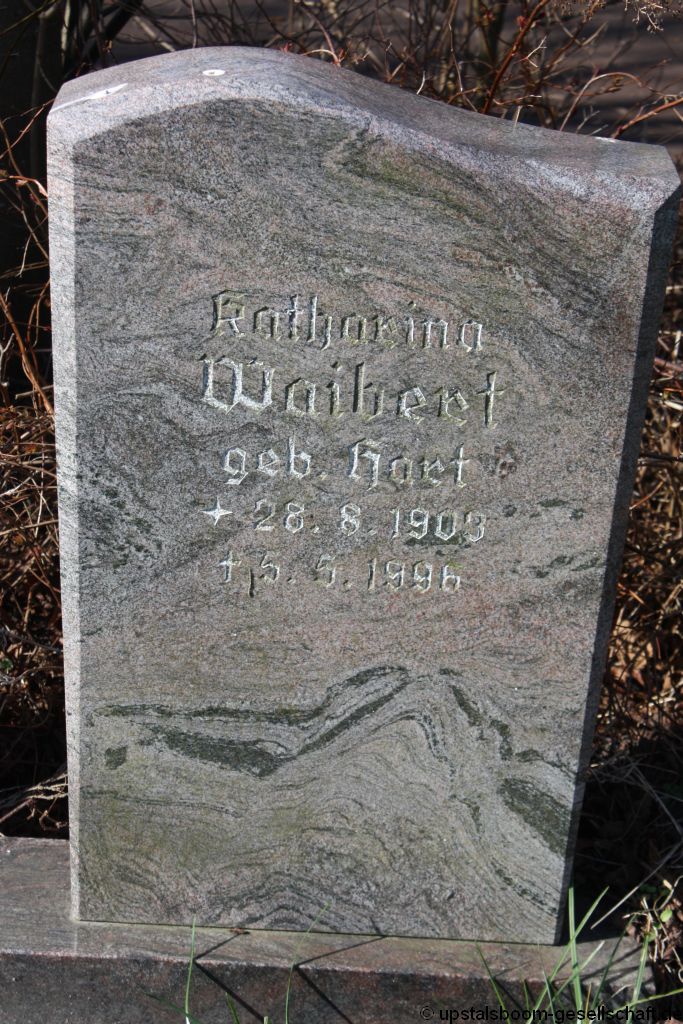 Katharina
Waibert
geb. Hart
28. 8. 1903
† 5. 5. 1996
© upstalsboom-gesellschaft.de